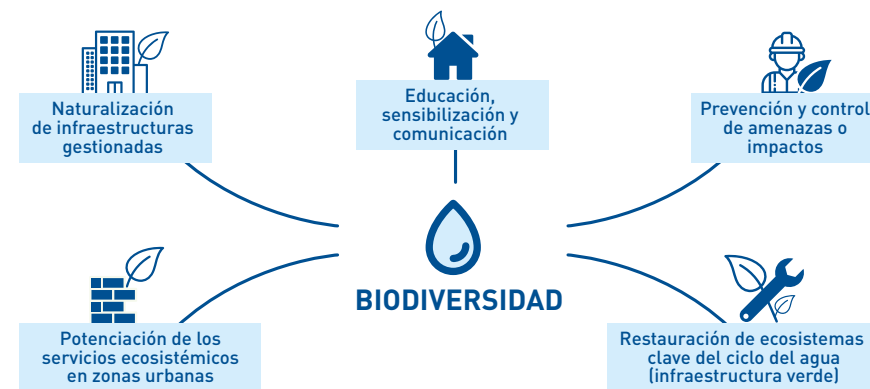 Naturalización
de infraestructuras
gestionadas
Educación,
sensibilización y
comunicación
Prevención y control
de amenazas o
impactos
BIODIVERSIDAD
Potenciación de los
servicios ecosistémicos
en zonas urbanas
Restauración de ecosistemas
clave del ciclo del agua
(infraestructura verde)